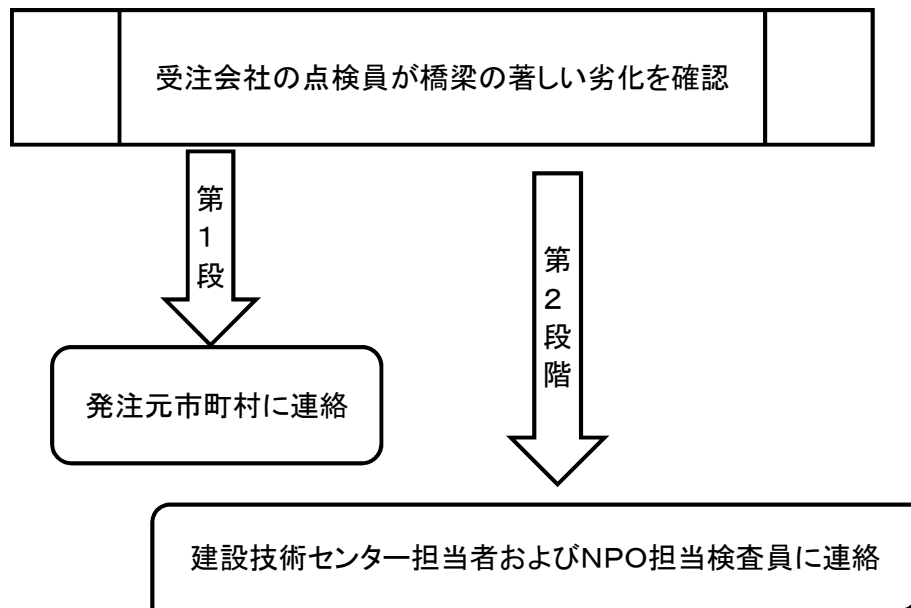 受注会社の点検員が橋梁の著しい劣化を確認
第1段
第2段階
発注元市町村に連絡
建設技術センター担当者およびNPO担当検査員に連絡